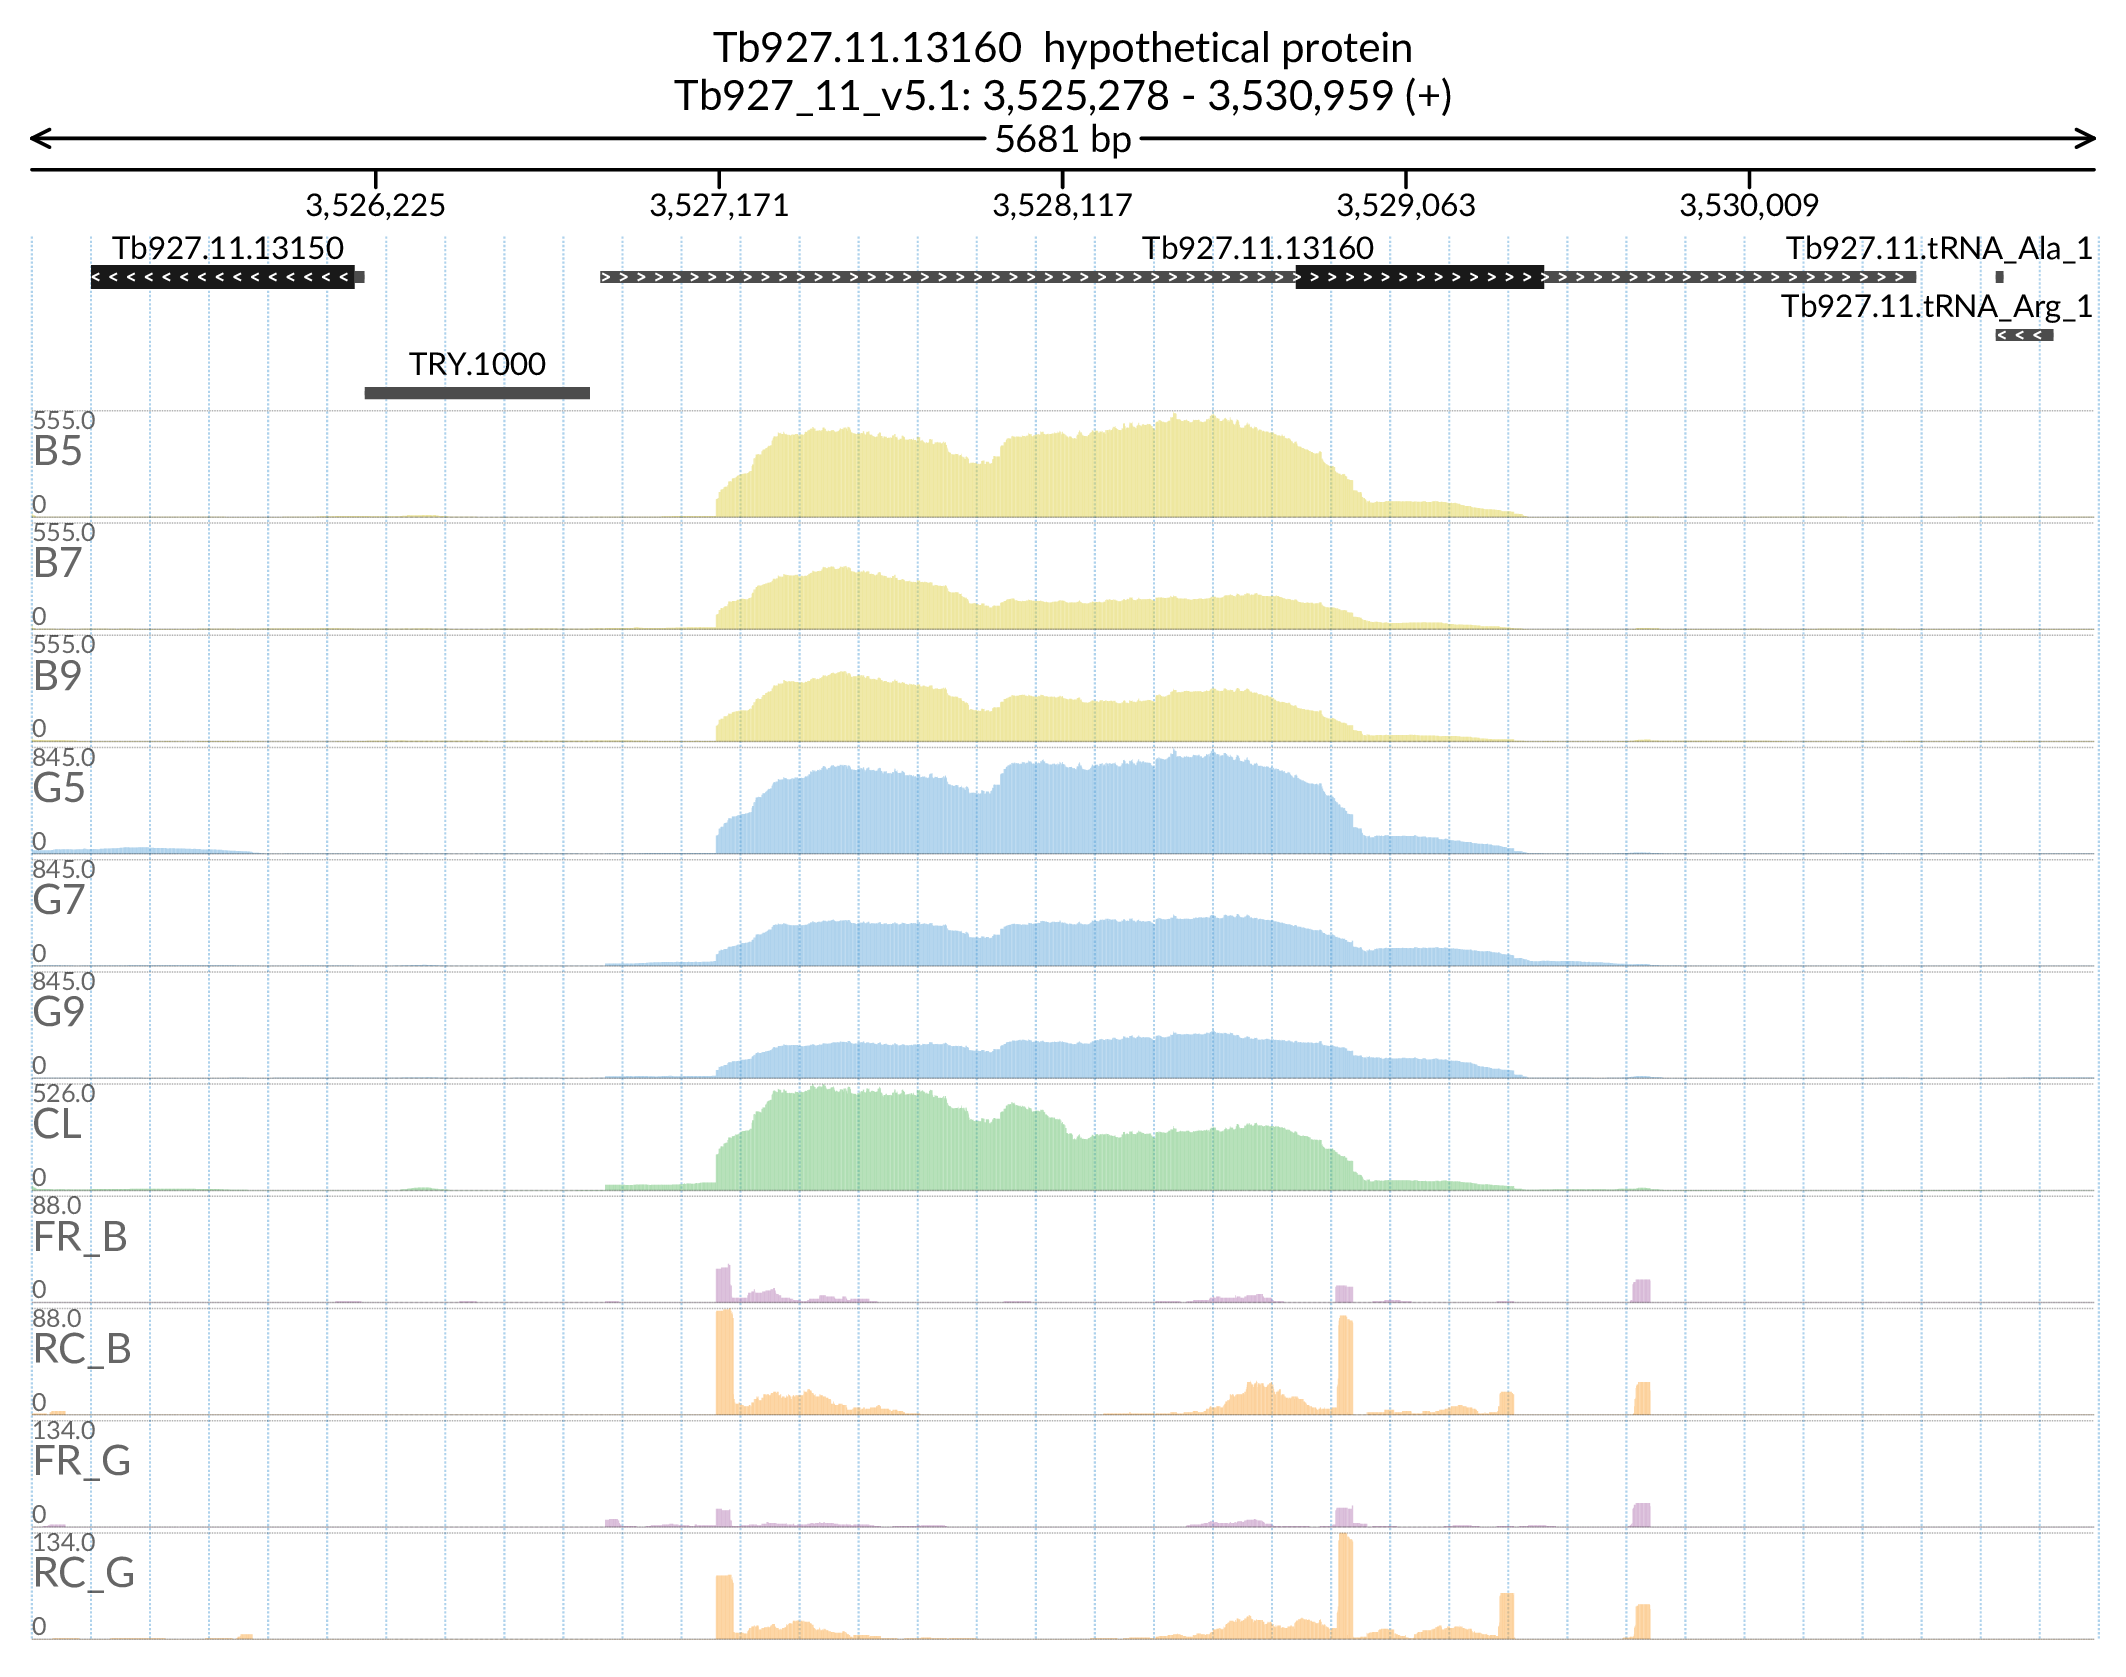 Tb927.11.13160  hypothetical protein
Tb927_11_v5.1: 3,525,278 - 3,530,959 (+)
5681 bp
3,526,225 3,527,171 3,528,117 3,529,063 3,530,009
Tb927.11.13150 Tb927.11.13160 Tb927.11.tRNA_Ala_1
Tb927.11.tRNA_Arg_1
TRY.1000
555.0
B5
0
555.0
B7
0
555.0
B9
0
845.0
G5
0
845.0
G7
0
845.0
G9
0
526.0
CL
0
88.0
FR_B
0
88.0
RC_B
0
134.0
FR_G
0
134.0
RC_G
0